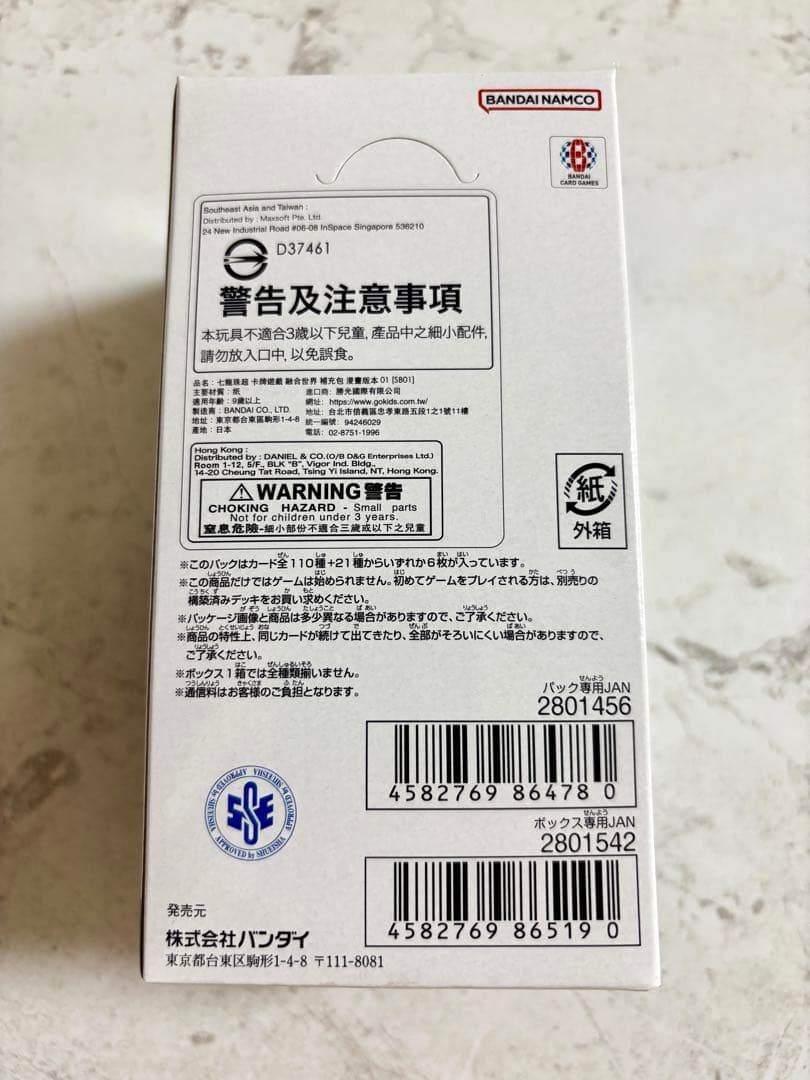 BANDAI NAMCO
BANDAI
CARD GAMES
Southeast Asia and Taiwan :
Distributed by : Maxsoft Pte. Ltd.
24 New Industrial Road #06-08 InSpace Singapore 536210
D37461
警告及注意事項
本玩具不適合3歲以下兒童,產品中之細小配件,
請勿放入口中,以免誤食。
品名:七龍珠超 卡牌遊戲 融合世界 補充包 漫畫版本 01 [SB01]
主要材質:紙
適用年齡:9歲以上
製造商:BANDAI CO., LTD.
地址:東京都台東區駒形1-4-8
產地:日本
進口商:勝光國際有限公司
網址:https://www.gokids.com.tw/
地址:台北市信義區忠孝東路五段1之1號11樓
統一編號:94246029
電話:02-8751-1996
Hong Kong :
Distributed by : DANIEL & CO.(O/B D&G Enterprises Ltd.)
Room 1-12, 5/F., BLK "B", Vigor Ind. Bldg.,
14-20 Cheung Tat Road, Tsing Yi Island, NT, Hong Kong.
WARNING 警告
CHOKING HAZARD - Small parts
Not for children under 3 years.
窒息危險-細小部份不適合三歲或以下之兒童
紙
外箱
※このパックはカード全110種+21種からいずれか6枚が入っています。
※この商品だけではゲームは始められません。初めてゲームをプレイされる方は、別売りの
構築済みデッキをお買い求めください。
※パッケージ画像と商品は多少異なる場合がありますので、ご了承ください。
※商品の特性上、同じカードが続けて出てきたり、全部がそろいにくい場合がありますので、
ご了承ください。
※ボックス1箱では全種類揃いません。
※通信料はお客様のご負担となります。
パック専用JAN
2801456
4582769864780
ボックス専用JAN
2801542
4582769865190
APPROVED by SHUEISHA
SSE
発売元
株式会社バンダイ
東京都台東区駒形1-4-8 〒111-8081